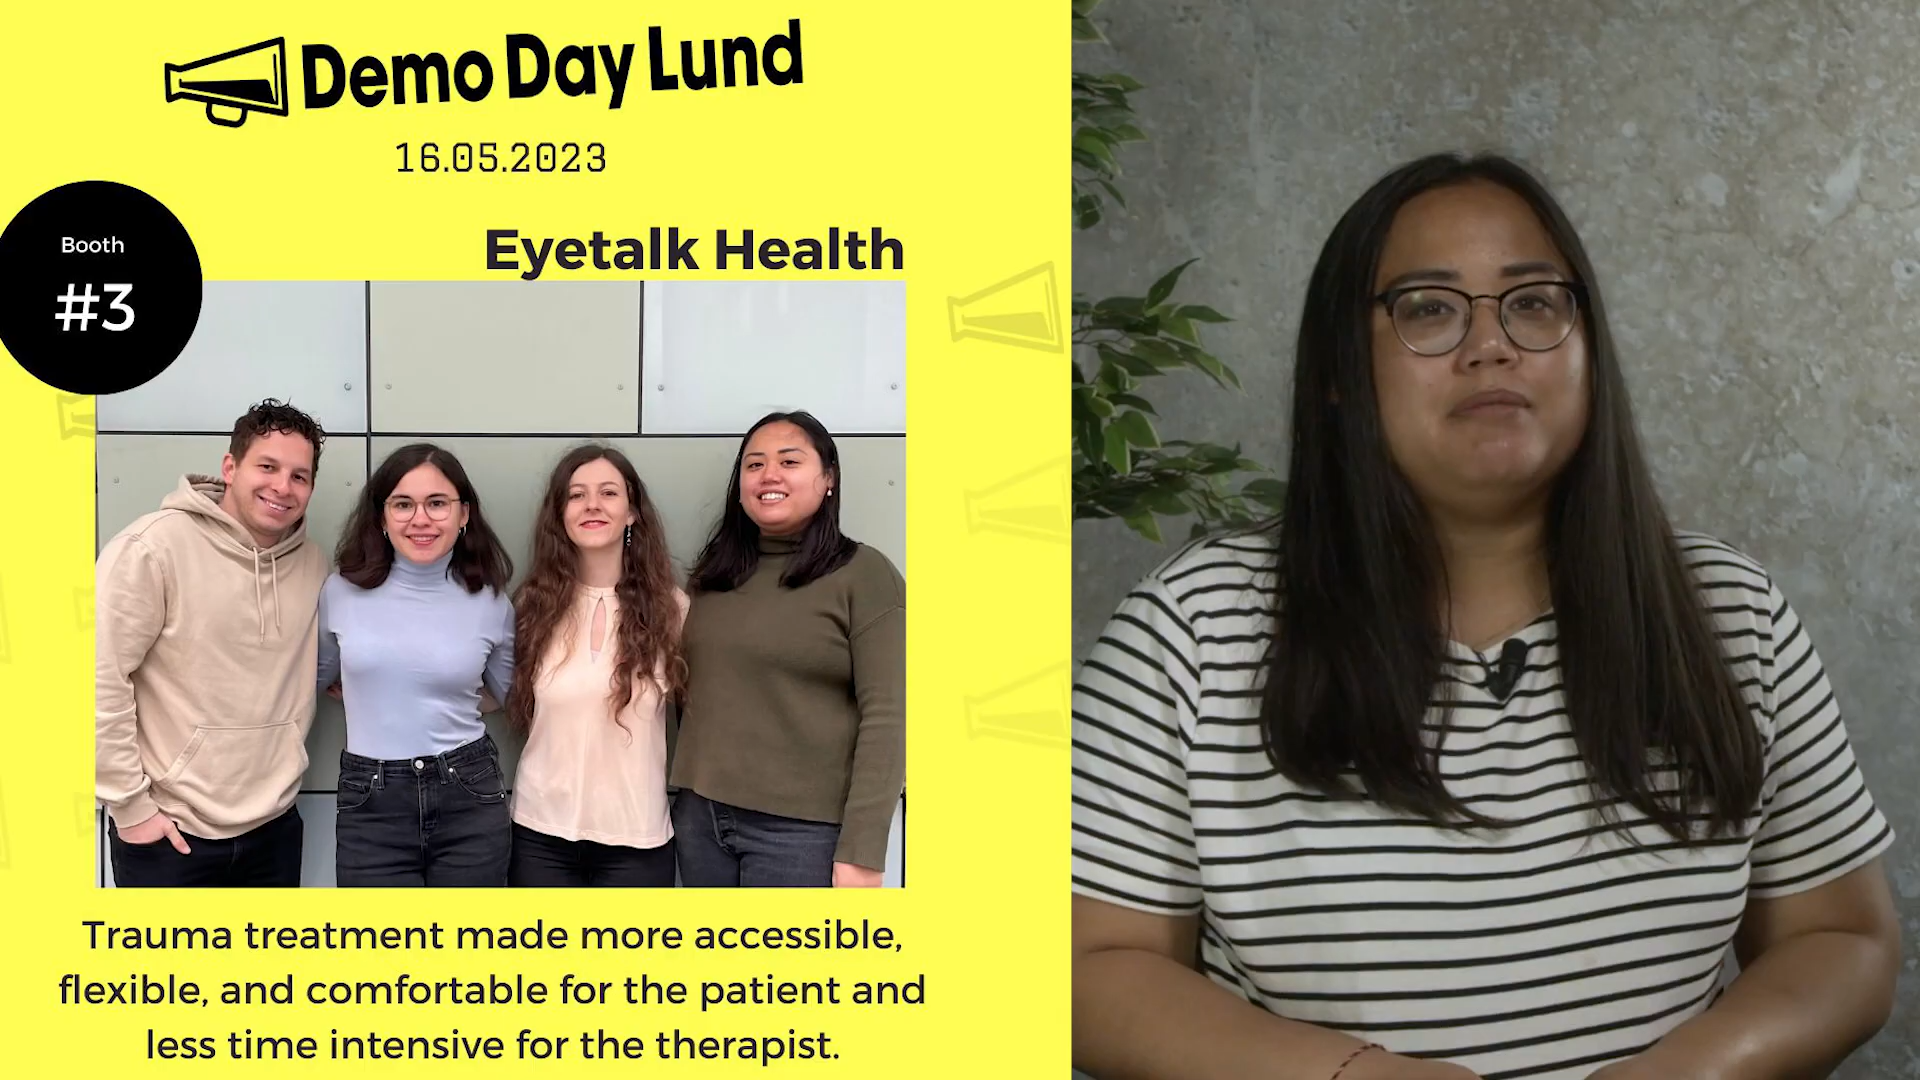 Demo Day Lund
16.05.2023
Booth
#3
Eyetalk Health
Trauma treatment made more accessible,
flexible, and comfortable for the patient and
less time intensive for the therapist.